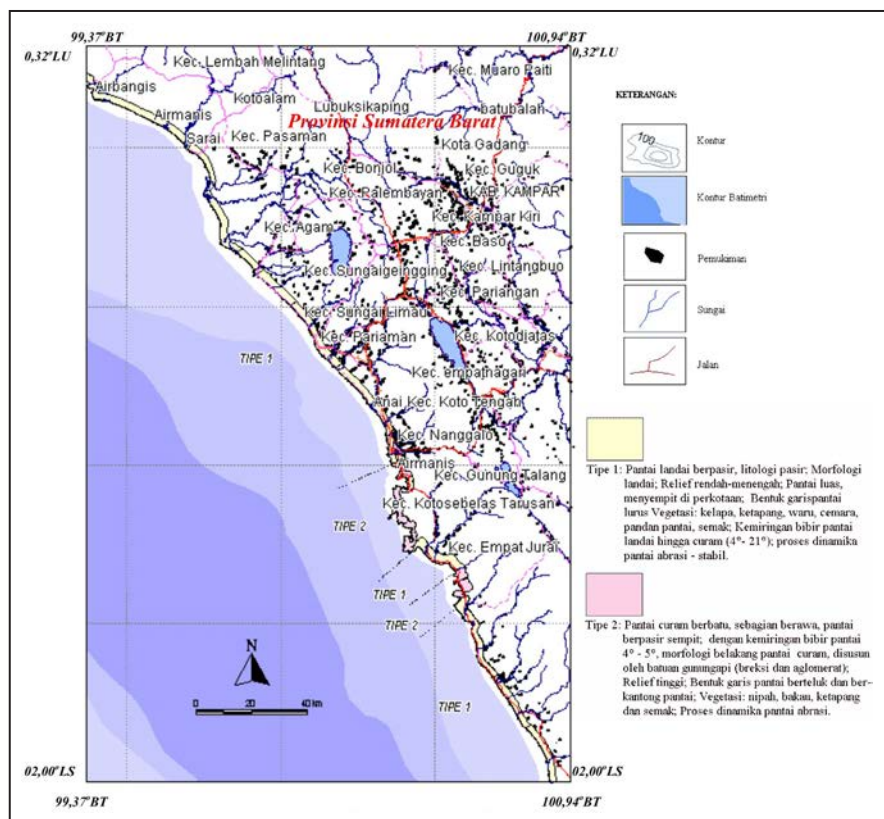 99,37°BT
100,94°BT
0,32°LU
0,32°LU
Kec. Lembah Melintang
Kec. Muaro Paiti
Airbangis
Kotoalam
Airmanis
Lubuksikaping
batubalah
Provinsi Sumatera Barat
Sarai
Kec. Pasaman
Kota Gadang
Kec. Bonjol
Kec. Guguk
Kec. Palembayan
KAB. KAMPAR
Kec. Kampar Kiri
Kec. Agam
Kec. Baso
Kec. Sungaigeingging
Kec. Lintangbuo
Kec. Pariangan
Kec. Sungai Limau
Kec. Pariaman
Kec. Kotodiatas
TIPE 1
Kec. empatnagari
Anai
Kec. Koto Tengah
Kec. Nanggalo
Airmanis
Kec. Gunung Talang
TIPE 2
Kec. Kotosebelas Tarusan
Kec. Empat Jurai
TIPE 1
TIPE 2
N
TIPE 1
0 20 40 km
02,00°LS
02,00°LS
99,37°BT
100,94°BT
KETERANGAN:
100
Kontur
Kontur Batimetri
Pemukiman
Sungai
Jalan
Tipe 1: Pantai landai berpasir, litologi pasir; Morfologi
landai; Relief rendah-menengah; Pantai luas,
menyempit di perkotaan; Bentuk garispantai
lurus Vegetasi: kelapa, ketapang, waru, cemara,
pandan pantai, semak; Kemiringan bibir pantai
landai hingga curam (4°- 21°); proses dinamika
pantai abrasi - stabil.
Tipe 2: Pantai curam berbatu, sebagian berawa, pantai
berpasir sempit; dengan kemiringan bibir pantai
4° - 5°, morfologi belakang pantai curam, disusun
oleh batuan gunungapi (breksi dan aglomerat);
Relief tinggi; Bentuk garis pantai berteluk dan ber-
kantong pantai; Vegetasi: nipah, bakau, ketapang
dan semak; Proses dinamika pantai abrasi.